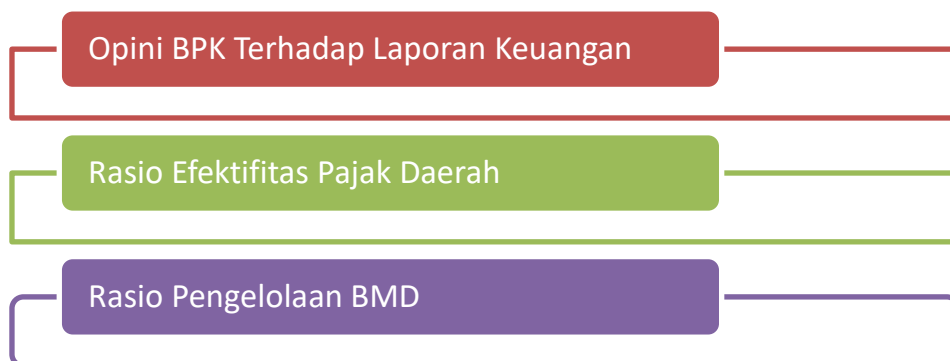 Opini BPK Terhadap Laporan Keuangan
Rasio Efektifitas Pajak Daerah
Rasio Pengelolaan BMD